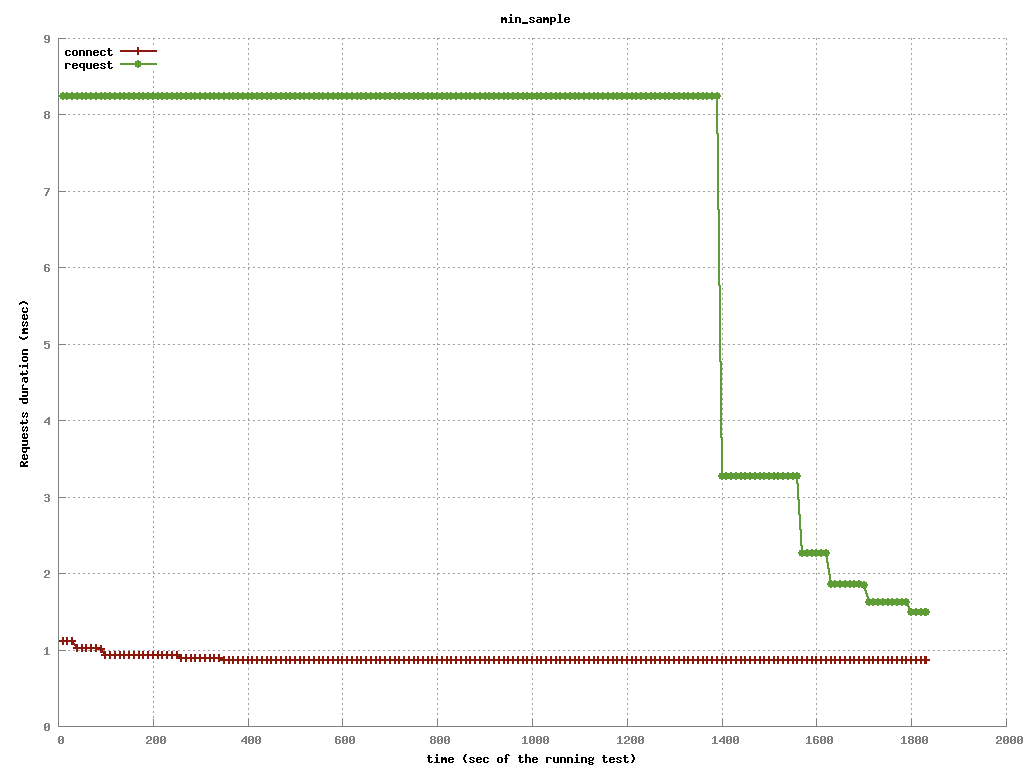 min_sample
connect
request
9
8
7
6
5
4
3
2
1
0
Requests duration (msec)
0 200 400 600 800 1000 1200 1400 1600 1800 2000
time (sec of the running test)